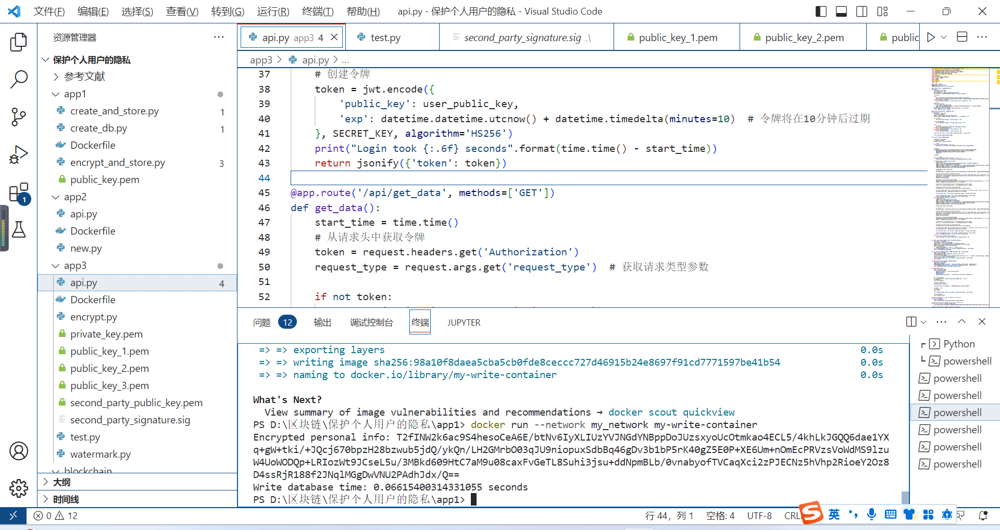 文件(F) 编辑(E) 选择(S) 查看(V) 转到(G) 运行(R) 终端(T) 帮助(H) api.py - 保护个人用户的隐私 - Visual Studio Code
资源管理器
保护个人用户的隐私
参考文献
app1
create_and_store.py 1
create_db.py 1
Dockerfile
encrypt_and_store.py 3
public_key.pem
app2
api.py
Dockerfile
new.py
app3
api.py 4
Dockerfile
encrypt.py
private_key.pem
public_key_1.pem
public_key_2.pem
public_key_3.pem
second_party_public_key.pem
second_party_signature.sig
test.py
watermark.py
blockchain
大纲
时间线
1
api.py app3 4 test.py second_party_signature.sig .\ public_key_1.pem public_key_2.pem public
app3 > api.py > ...
37 # 创建令牌
38 token = jwt.encode({
39 'public_key': user_public_key,
40 'exp': datetime.datetime.utcnow() + datetime.timedelta(minutes=10) # 令牌将在10分钟后过期
41 }, SECRET_KEY, algorithm='HS256')
42 print("Login took {:.6f} seconds".format(time.time() - start_time))
43 return jsonify({'token': token})
44
45 @app.route('/api/get_data', methods=['GET'])
46 def get_data():
47 start_time = time.time()
48 # 从请求头中获取令牌
49 token = request.headers.get('Authorization')
50 request_type = request.args.get('request_type') # 获取请求类型参数
51
52 if not token:
问题 12 输出 调试控制台 终端 JUPYTER
=> => exporting layers 0.0s
=> => writing image sha256:98a10f8daea5cba5cb0fde8ceccc727d46915b24e8697f91cd7771597be41b54 0.0s
=> => naming to docker.io/library/my-write-container 0.0s
What's Next?
View summary of image vulnerabilities and recommendations → docker scout quickview
PS D:\区块链\保护个人用户的隐私\app1> docker run --network my_network my-write-container
Encrypted personal info: T2fINW2k6ac9S4hesoCeA6E/btNv6IyXLIUzYVJNGdYNBppDoJUzsxyoUcOtmkao4ECL5/4khLkJGQQ6dae1YX
q+gW+tki/+JQcj670bpzH28bzwub5jdQ/ykQn/LH2GMrbO03qJU9niopuxSdbBq46gDv3b1bP5rK40gZ5E0P+XE6Um+nOmEcPRVzsVoWdMS9lzu
W4UoWODQp+LRIozWt9JCseL5u/3MBkd609HtC7aM9u08caxFvGeTL8Suhi3jsu+ddNpmBLb/0vnabyofTVCaqXci2zPJECNz5hVhp2RioeY2Oz8
D4ssRjR188f2JNqlMGgDwVNU2PAdhJdx/Q==
Write database time: 0.06615400314331055 seconds
PS D:\区块链\保护个人用户的隐私\app1>
Python
powershell
powershell
powershell
powershell
powershell
powershell
powershell
0 12 行 44，列 1 空格: 4 UTF-8 CRL 英